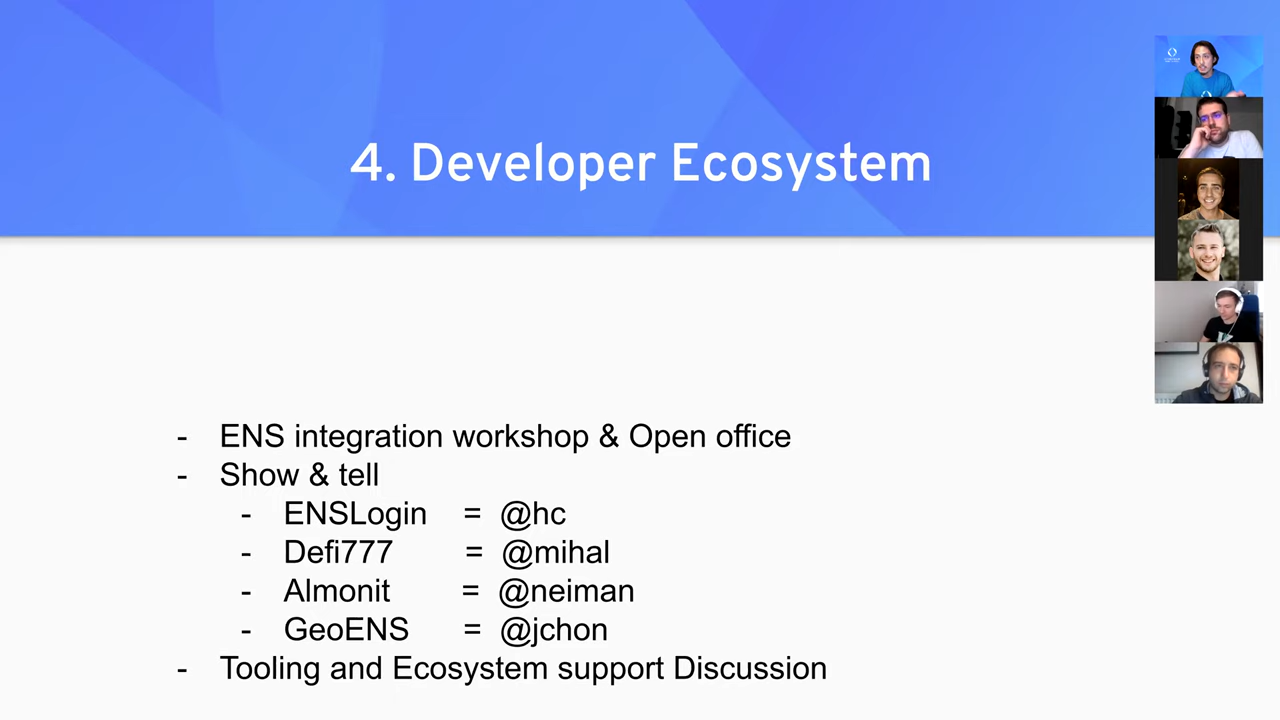 4. Developer Ecosystem
- ENS integration workshop & Open office
- Show & tell
- ENSLogin = @hc
- Defi777 = @mihal
- Almonit = @neiman
- GeoENS = @jchon
- Tooling and Ecosystem support Discussion